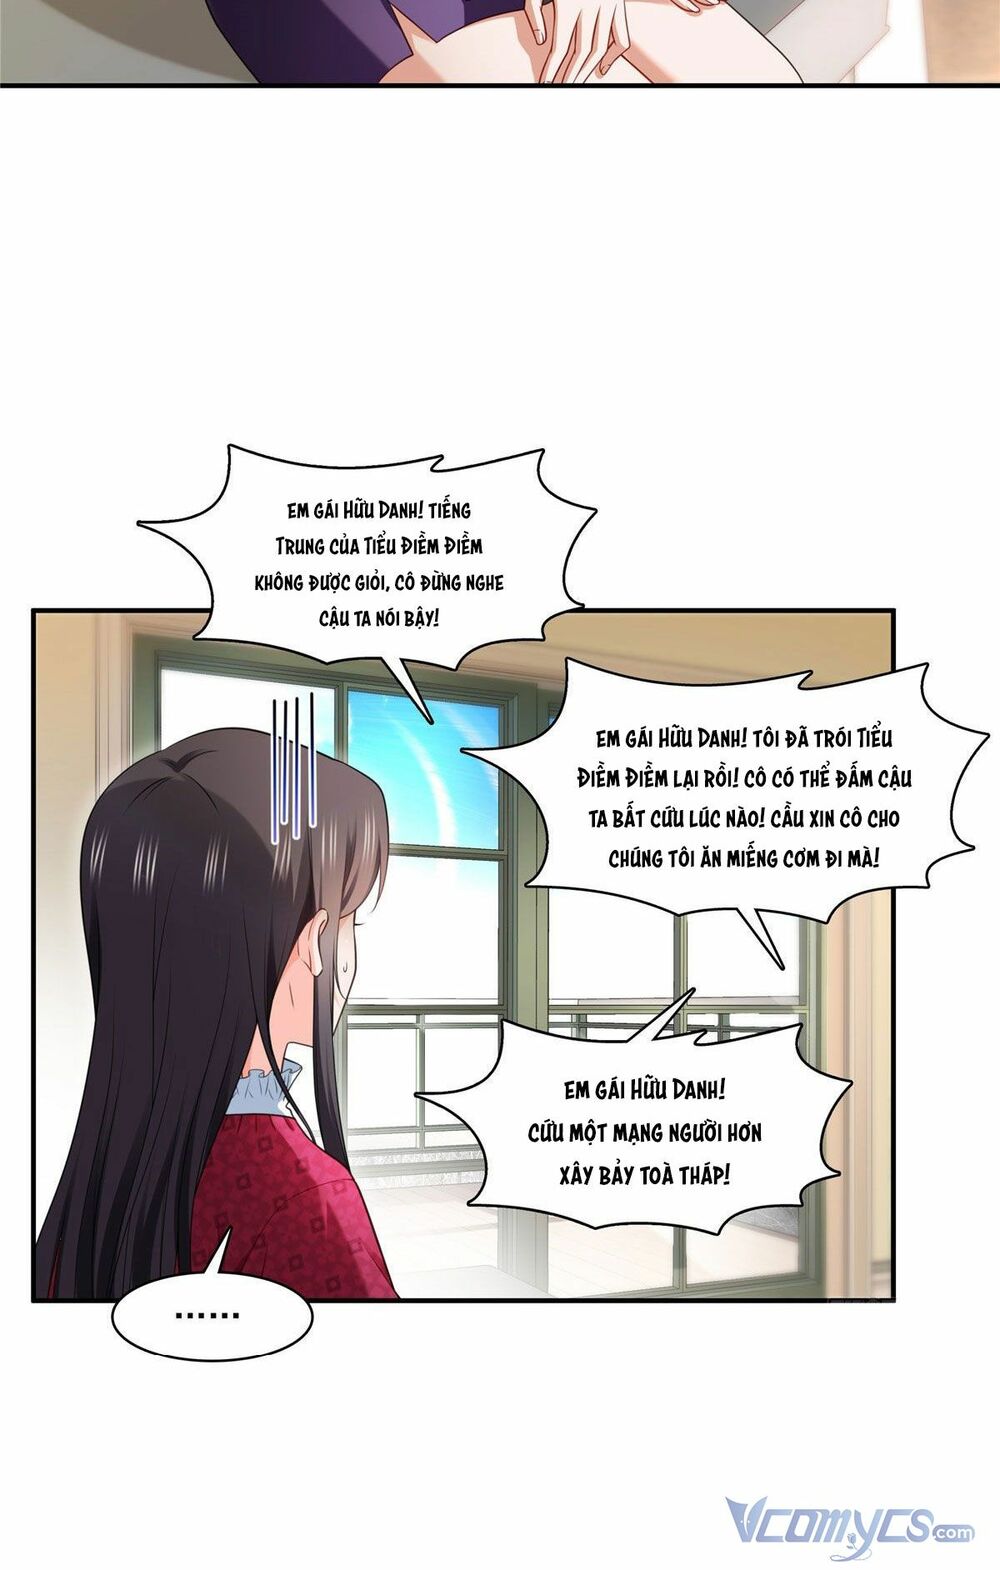 EM GÁI HỮU DANH! TIẾNG
TRUNG CỦA TIỂU ĐIỀM ĐIỀM
KHÔNG ĐƯỢC GIỎI, CÔ ĐỪNG NGHE
CẬU TA NÓI BẬY!
EM GÁI HỮU DANH! TÔI ĐÃ TRÓI TIỂU
ĐIỀM ĐIỀM LẠI RỒI! CÔ CÓ THỂ ĐẤM CẬU
TA BẤT CỨU LÚC NÀO! CẦU XIN CÔ CHO
CHÚNG TÔI ĂN MIẾNG CƠM ĐI MÀ!
EM GÁI HỮU DANH!
CỨU MỘT MẠNG NGƯỜI HƠN
XÂY BẢY TOÀ THÁP!
......
VCOMYCS.com